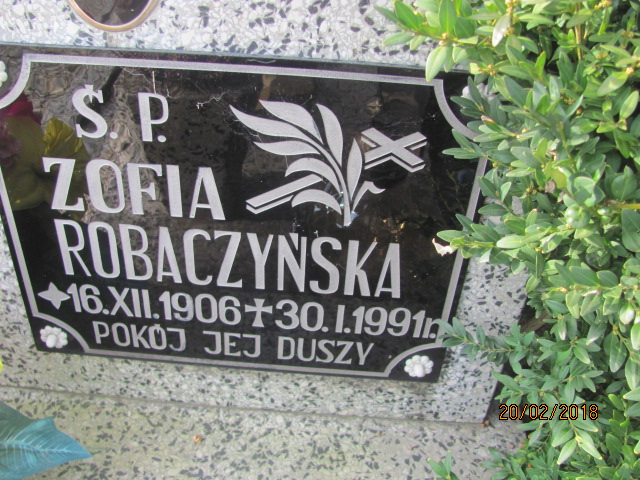 Ś. P.
ZOFIA
ROBACZYŃSKA
16.XII.1906 30.I.1991r.
POKÓJ JEJ DUSZY
20/02/2018